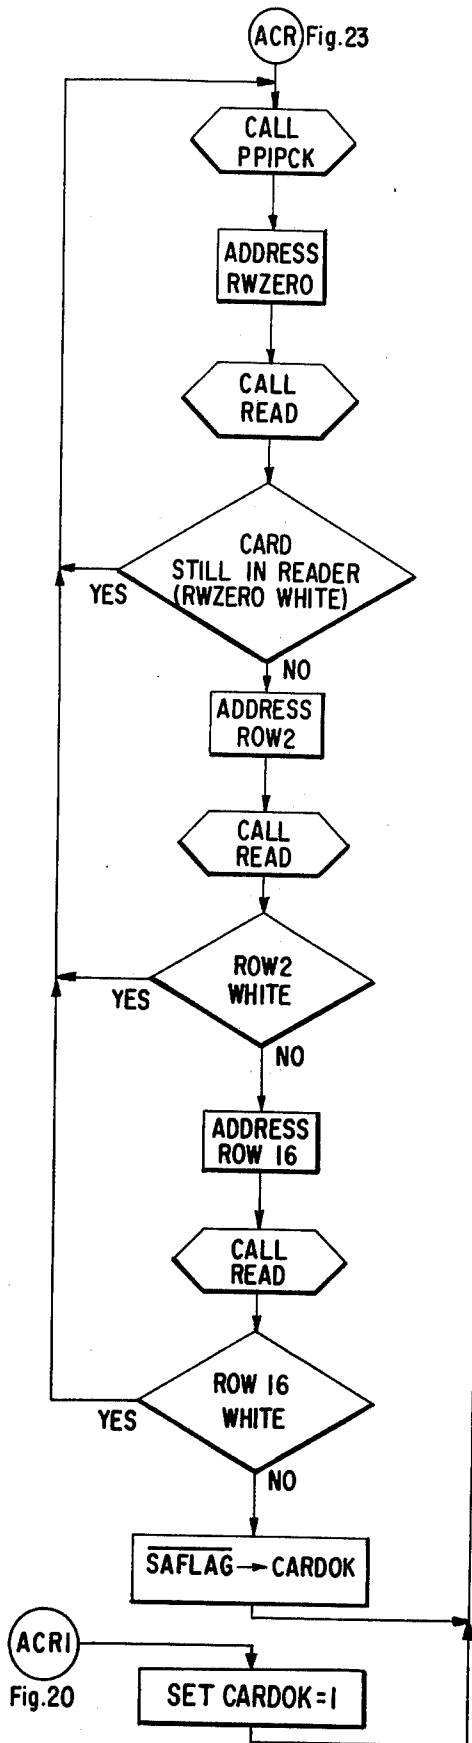 ACR Fig.23
CALL
PPIPCK
ADDRESS
RWZERO
CALL
READ
CARD
STILL IN READER
(RWZERO WHITE)
YES
NO
ADDRESS
ROW2
CALL
READ
ROW2
WHITE
YES
NO
ADDRESS
ROW 16
CALL
READ
ROW 16
WHITE
YES
NO
SAFLAG → CARDOK
ACR1
Fig.20
SET CARDOK=1